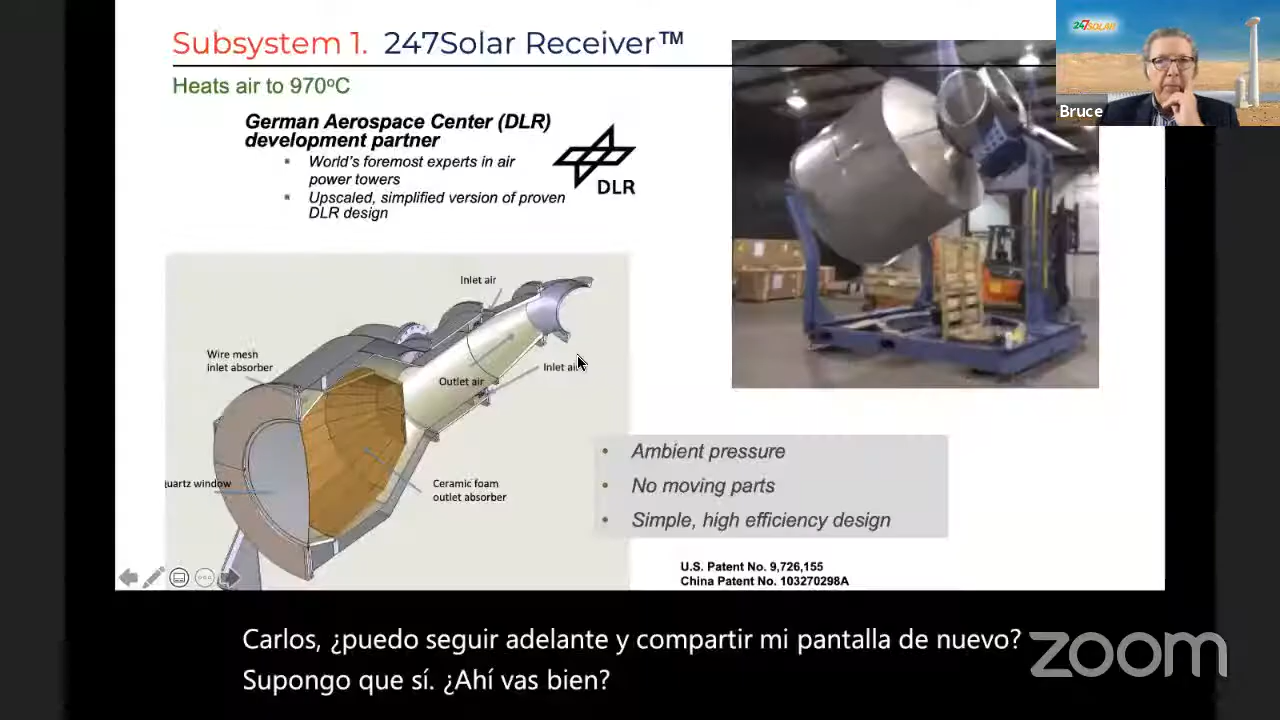 Subsystem 1. 247Solar Receiver™
Heats air to 970ºC
German Aerospace Center (DLR)
development partner
▪ World's foremost experts in air
power towers
▪ Upscaled, simplified version of proven
DLR design
DLR
247SOLAR
Bruce
Inlet air
Wire mesh
inlet absorber
Outlet air
Inlet air
uartz window
Ceramic foam
outlet absorber
• Ambient pressure
• No moving parts
• Simple, high efficiency design
U.S. Patent No. 9,726,155
China Patent No. 103270298A
Carlos, ¿puedo seguir adelante y compartir mi pantalla de nuevo?
Supongo que sí. ¿Ahí vas bien?
zoom